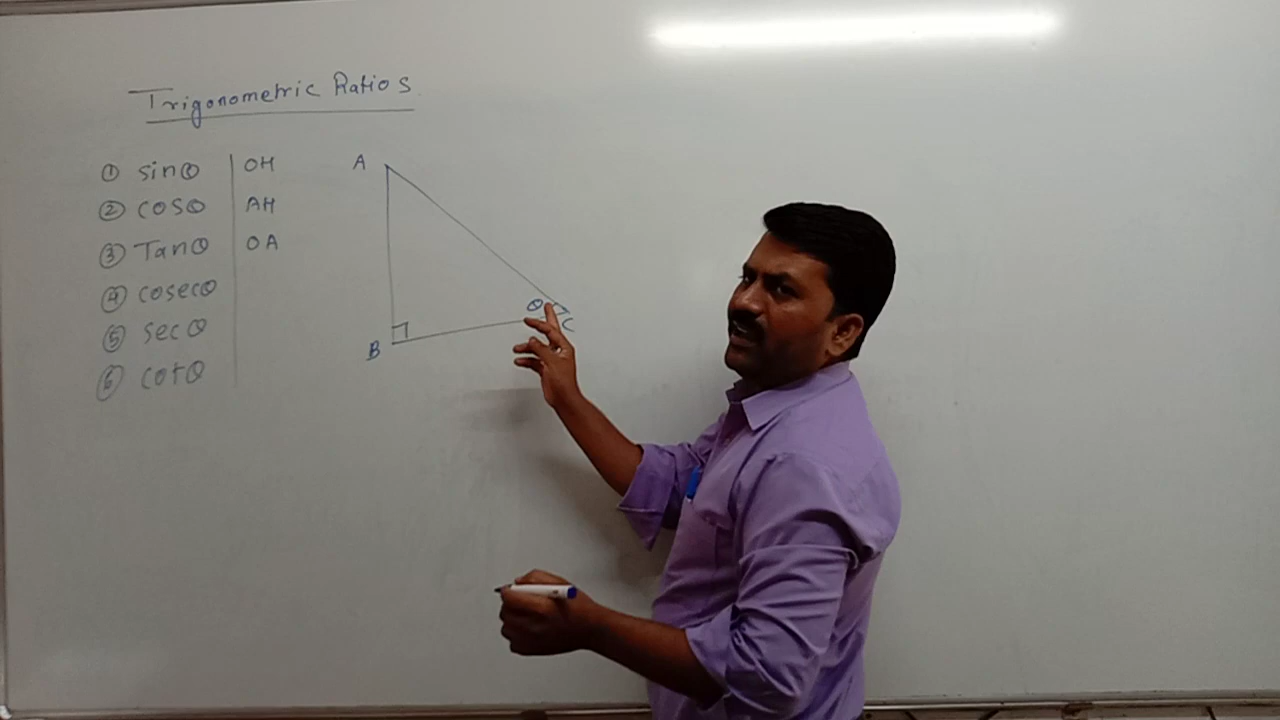 Trigonometric Ratios
① sinθ OH
② cosθ AH
③ Tanθ OA
④ cosecθ
⑤ secθ
⑥ cotθ
A
θ
C
B